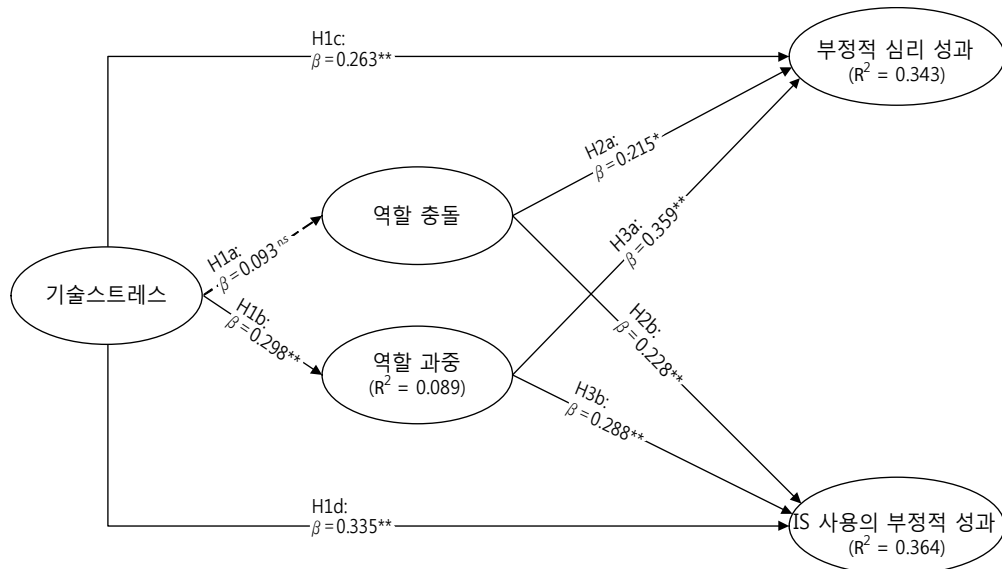 H1c:
β=0.263**
부정적 심리 성과
(R² = 0.343)
H2a:
β=0.215*
역할 충돌
H3a:
β=0.359**
H1a:
β=0.093 n.s
기술스트레스
H1b:
β=0.298**
H2b:
β=0.228**
역할 과중
(R² = 0.089)
H3b:
β=0.288**
H1d:
β=0.335**
IS 사용의 부정적 성과
(R² = 0.364)